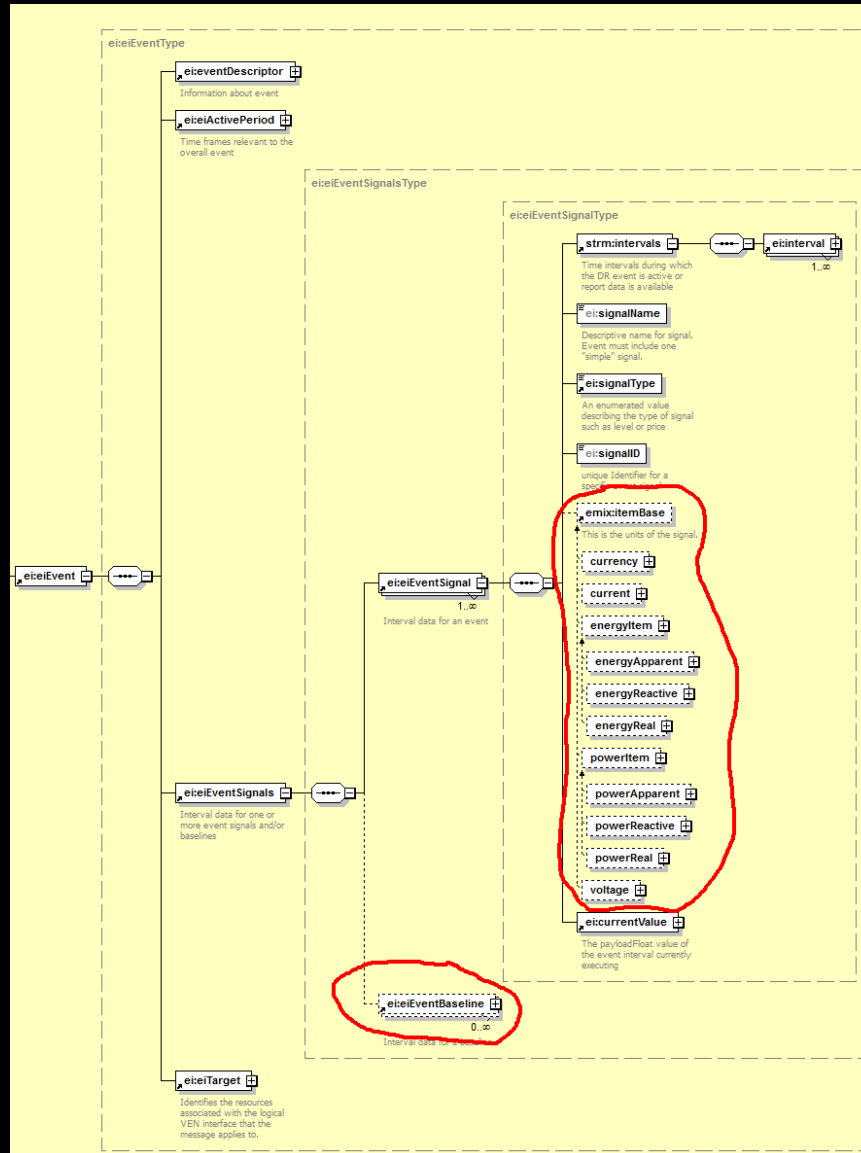 ei:eiEventType
ei:eventDescriptor
Information about event
ei:eiActivePeriod
Time frames relevant to the
overall event
ei:eiEventSignalsType
ei:eiEventSignalType
strm:intervals
ei:interval
1..∞
Time intervals during which
the DR event is active or
report data is available
ei:signalName
Descriptive name for signal.
Event must include one
"simple" signal.
ei:signalType
An enumerated value
describing the type of signal
such as level or price
ei:signalID
unique Identifier for a
emix:itemBase
This is the units of the signal.
currency
current
energyItem
energyApparent
energyReactive
energyReal
powerItem
powerApparent
powerReactive
powerReal
voltage
ei:currentValue
The payloadFloat value of
the event interval currently
executing
ei:eiEvent
ei:eiEventSignal
1..∞
Interval data for an event
ei:eiEventSignals
Interval data for one or
more event signals and/or
baselines
ei:eiEventBaseline
0..∞
Interval data for a baseline
ei:eiTarget
Identifies the resources
associated with the logical
VEN interface that the
message applies to.